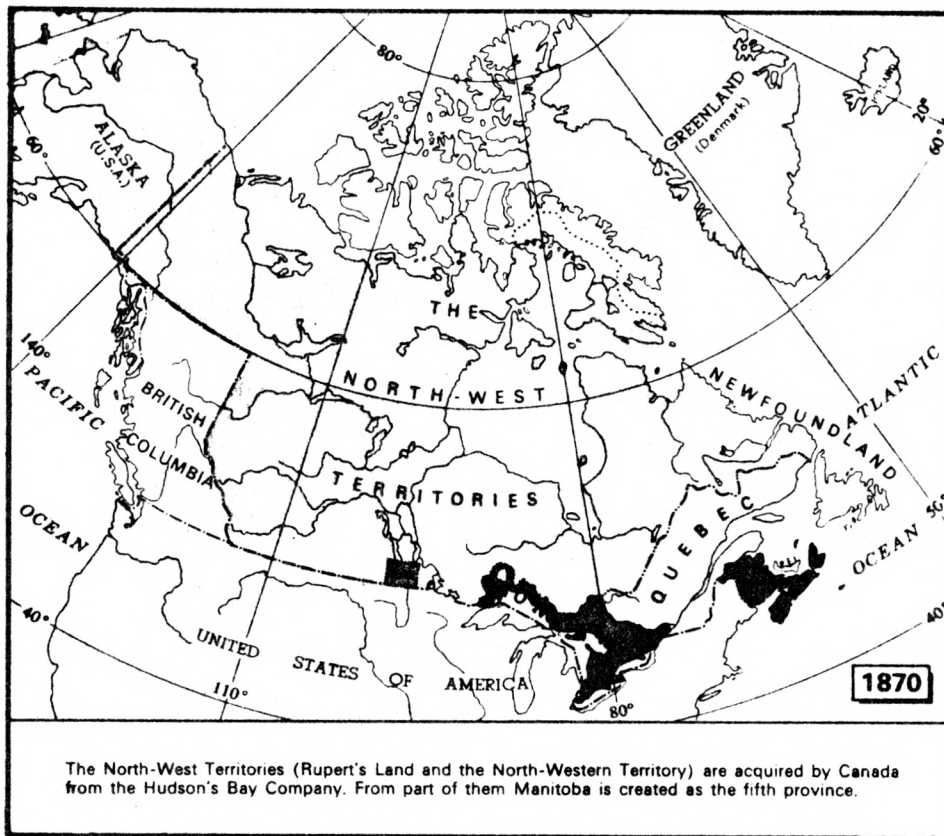 80°
GREENLAND
(Denmark)
20°
60°
ALASKA
(U.S.A.)
60°
THE
140°
NORTH-WEST
PACIFIC
OCEAN
BRITISH
COLUMBIA
TERRITORIES
NEWFOUNDLAND
ATLANTIC
OCEAN
50°
QUEBEC
40°
40°
UNITED STATES OF AMERICA
110°
80°
1870
The North-West Territories (Rupert's Land and the North-Western Territory) are acquired by Canada
from the Hudson's Bay Company. From part of them Manitoba is created as the fifth province.